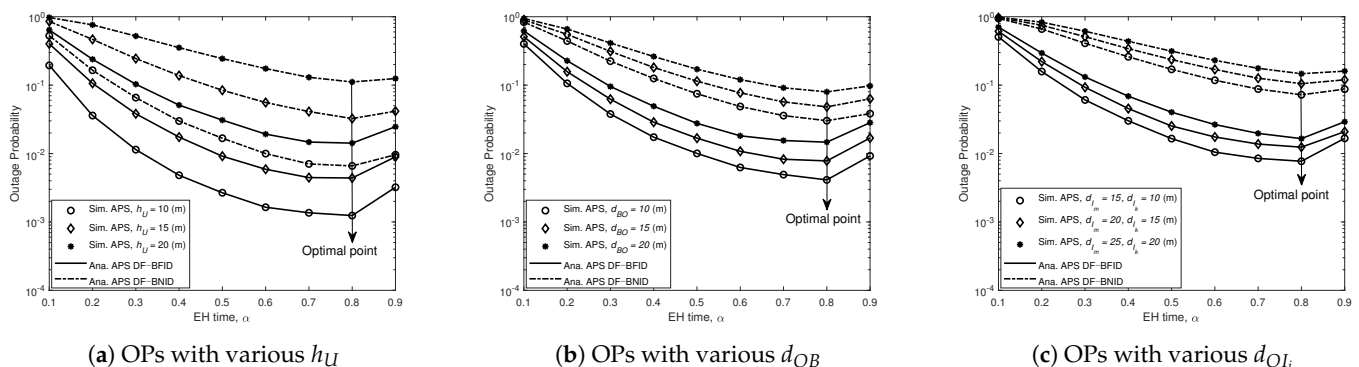 10^0
10^-1
10^-2
10^-3
10^-4
Outage Probability
Sim. APS, h_U = 10 (m)
Sim. APS, h_U = 15 (m)
Sim. APS, h_U = 20 (m)
Ana. APS DF-BFID
Ana. APS DF-BNID
Optimal point
0.1 0.2 0.3 0.4 0.5 0.6 0.7 0.8 0.9
EH time, α
(a) OPs with various h_U
10^0
10^-1
10^-2
10^-3
10^-4
Outage Probability
Sim. APS, d_BO = 10 (m)
Sim. APS, d_BO = 15 (m)
Sim. APS, d_BO = 20 (m)
Ana. APS DF-BFID
Ana. APS DF-BNID
Optimal point
0.1 0.2 0.3 0.4 0.5 0.6 0.7 0.8 0.9
EH time, α
(b) OPs with various d_OB
10^0
10^-1
10^-2
10^-3
10^-4
Outage Probability
Sim. APS, d_I_m = 15, d_I_k = 10 (m)
Sim. APS, d_I_m = 20, d_I_k = 15 (m)
Sim. APS, d_I_m = 25, d_I_k = 20 (m)
Ana. APS DF-BFID
Ana. APS DF-BNID
Optimal point
0.1 0.2 0.3 0.4 0.5 0.6 0.7 0.8 0.9
EH time, α
(c) OPs with various d_OI_i